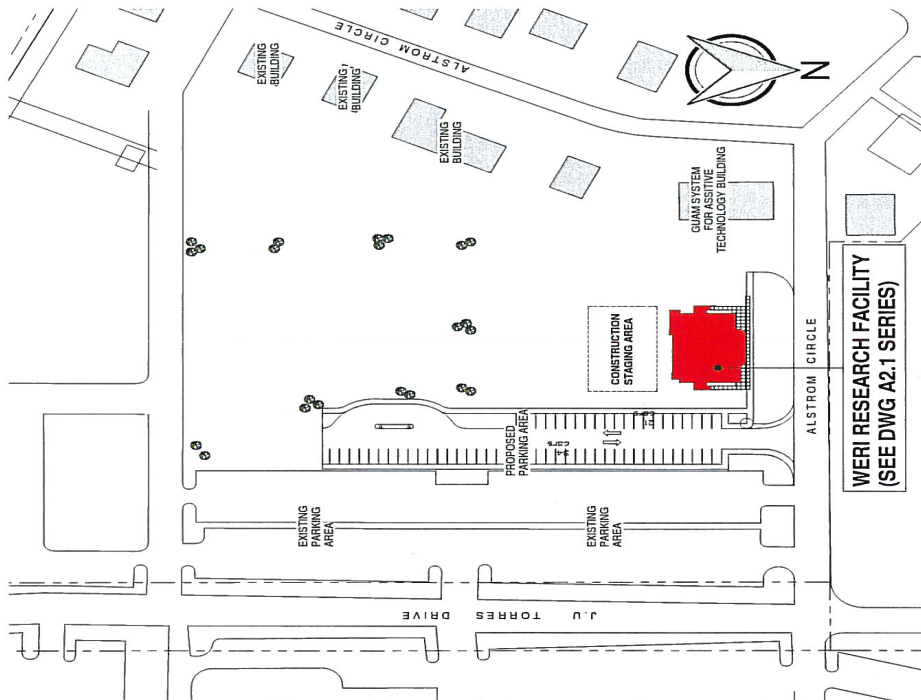 ALSTROM CIRCLE
EXISTING
BUILDING
EXISTING
BUILDING
EXISTING
BUILDING
N
GUAM SYSTEM
FOR ASSITIVE
TECHNOLOGY BUILDING
CONSTRUCTION
STAGING AREA
PROPOSED
PARKING AREA
cars
cars
EXISTING
PARKING
AREA
EXISTING
PARKING
AREA
ALSTROM CIRCLE
J.U TORRES DRIVE
WERI RESEARCH FACILITY
(SEE DWG A2.1 SERIES)